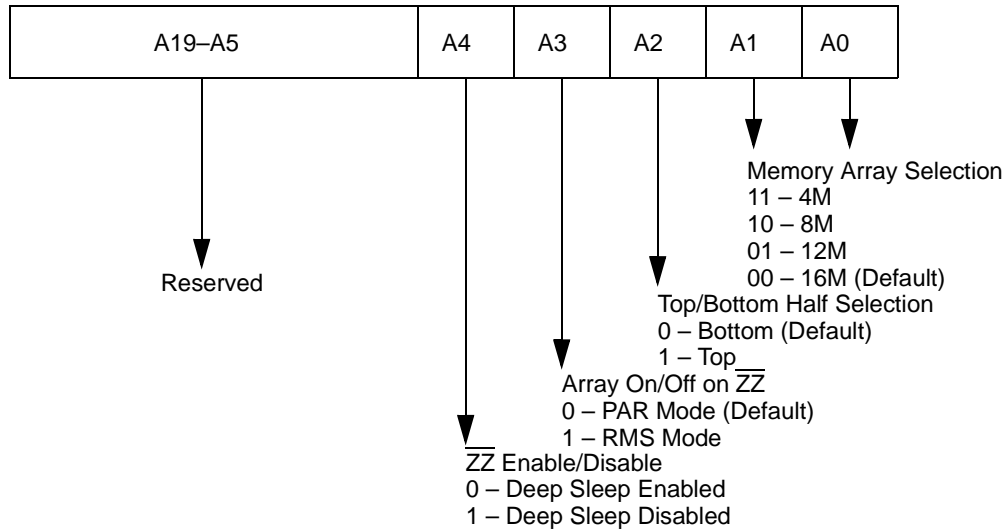 A19–A5 A4 A3 A2 A1 A0
Memory Array Selection
11 – 4M
10 – 8M
01 – 12M
00 – 16M (Default)
Reserved
Top/Bottom Half Selection
0 – Bottom (Default)
1 – Top
Array On/Off on Z̅Z̅
0 – PAR Mode (Default)
1 – RMS Mode
Z̅Z̅ Enable/Disable
0 – Deep Sleep Enabled
1 – Deep Sleep Disabled